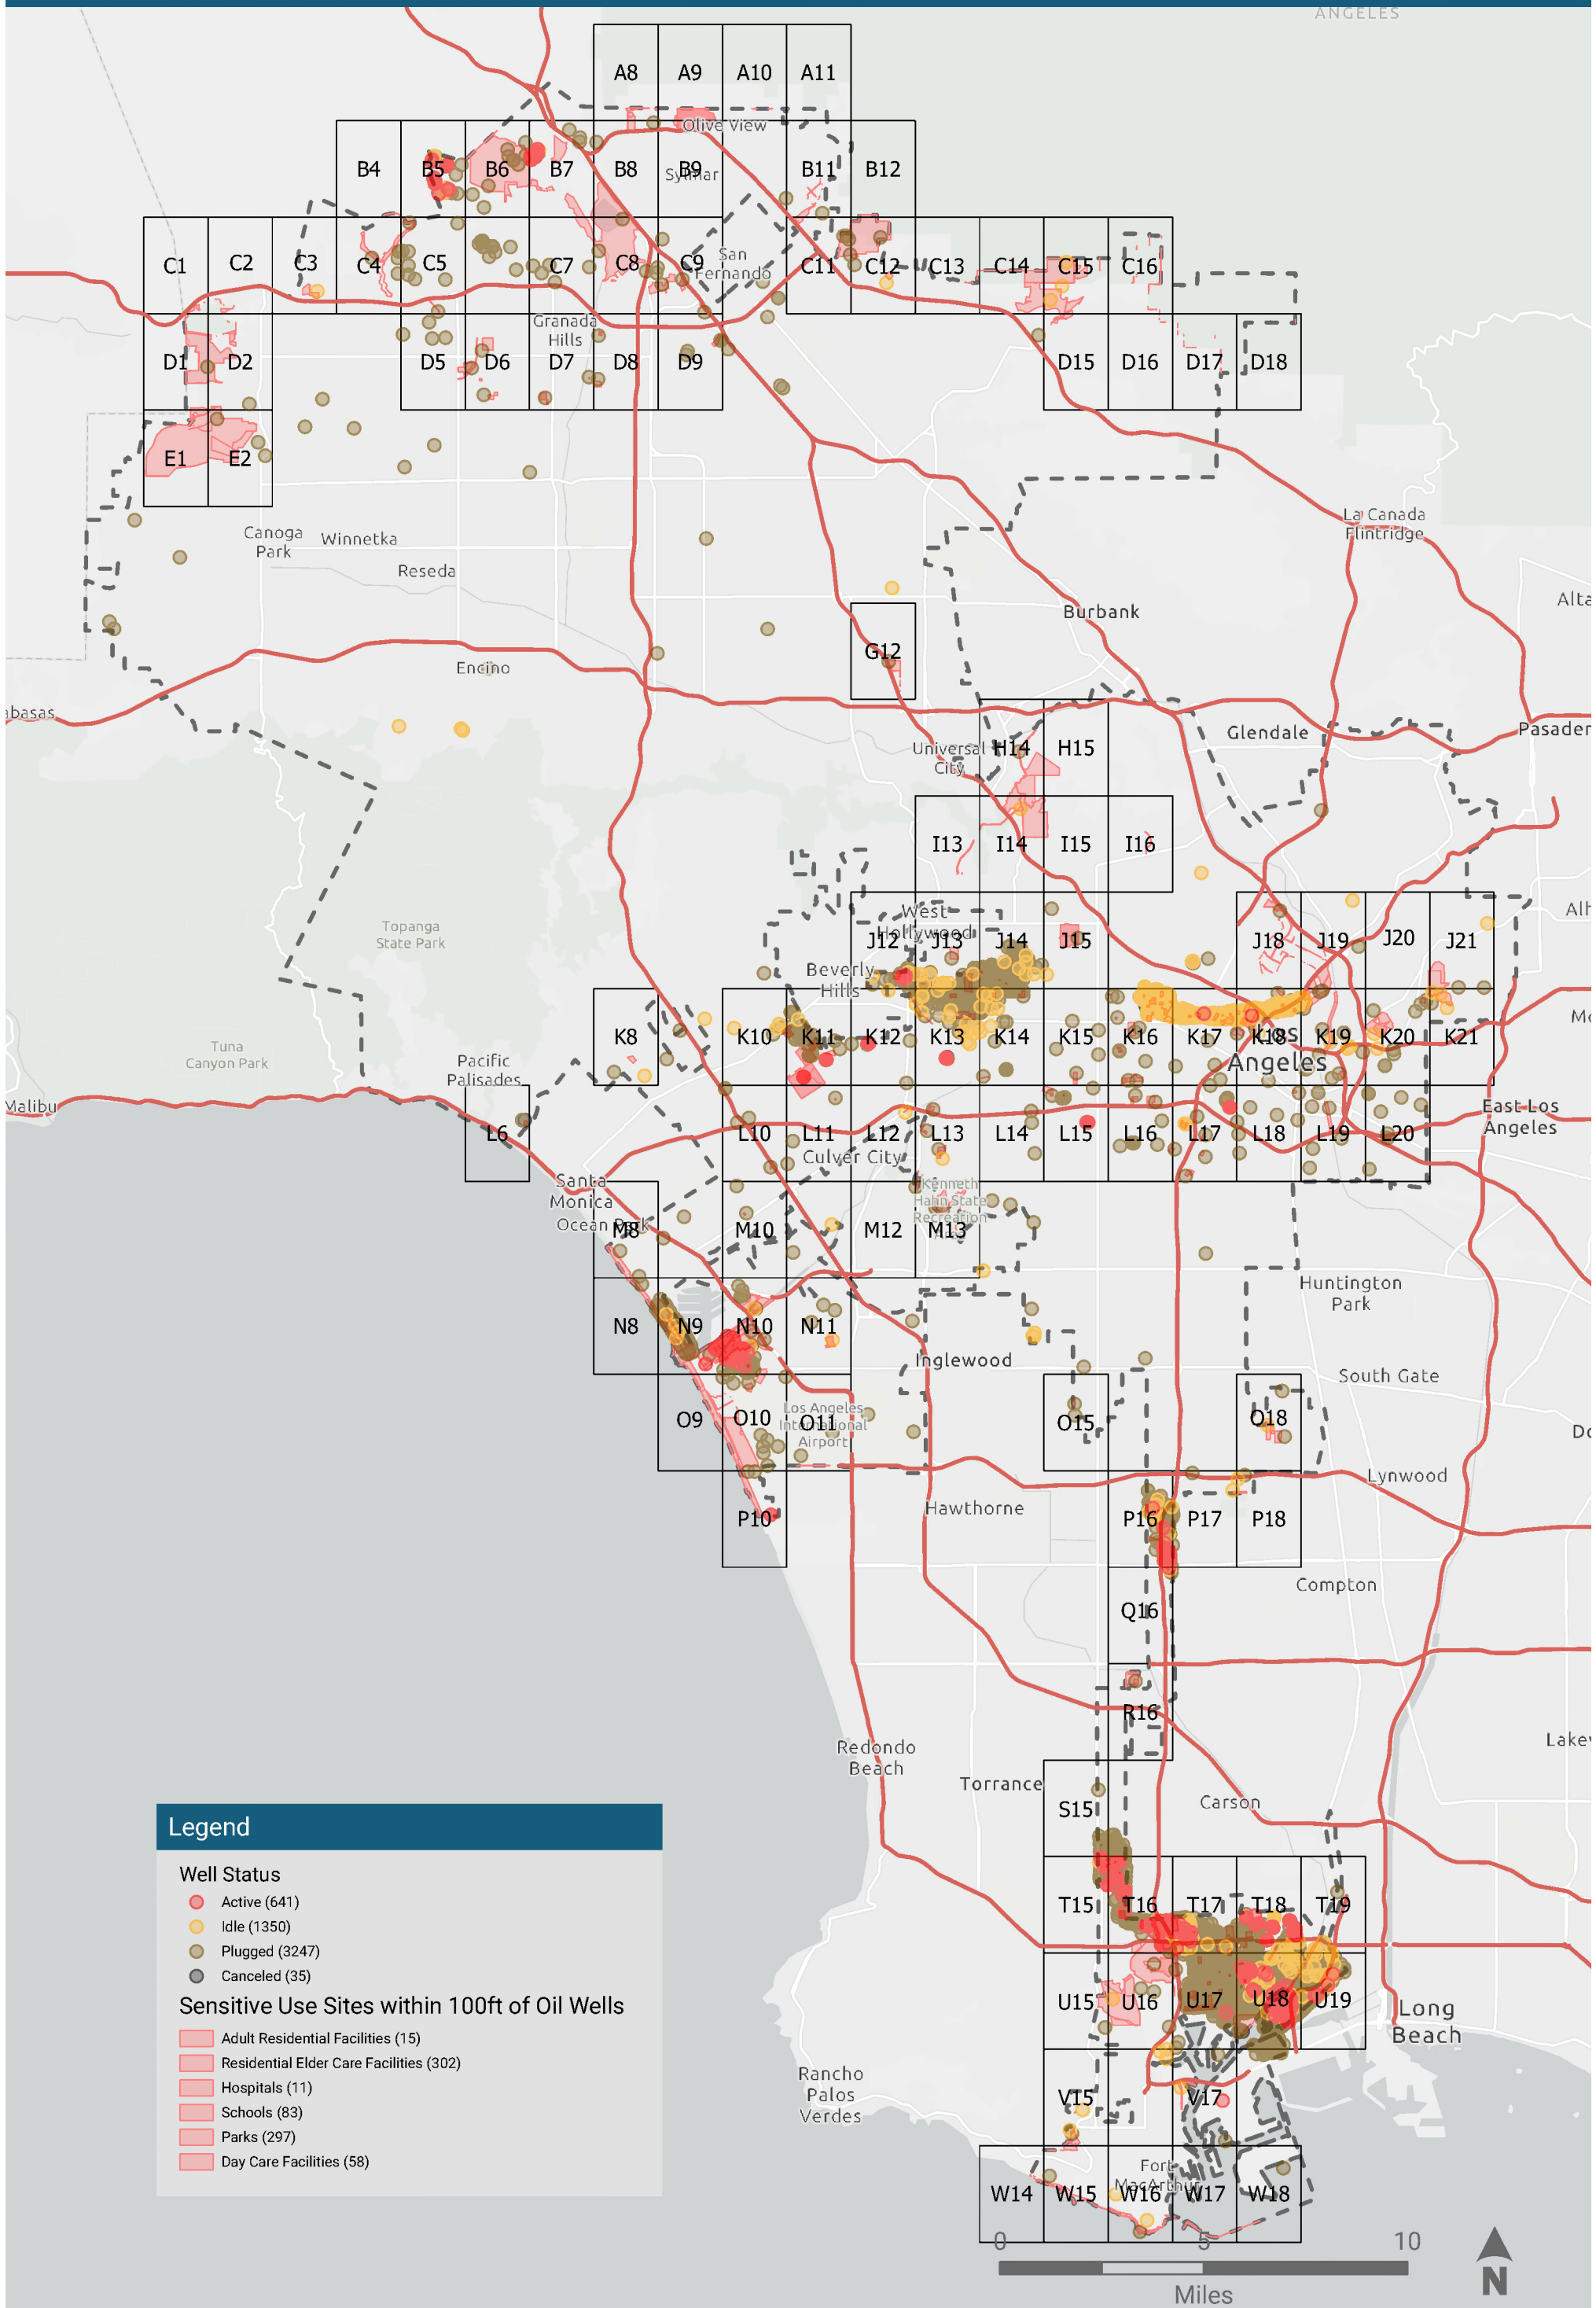 ANGELES
A8 A9 A10 A11
Olive View
B4 B5 B6 B7 B8 B9 B11 B12
Sylmar
C1 C2 C3 C4 C5 C7 C8 C9 C11 C12 C13 C14 C15 C16
San
Fernando
Granada
Hills
D1 D2 D5 D6 D7 D8 D9 D15 D16 D17 D18
E1 E2
La Canada
Flintridge
Canoga
Park
Winnetka
Reseda
Alta
Burbank
G12
Encino
abasas
Glendale
Pasader
Universal
City
H14 H15
I13 I14 I15 I16
West
Hollywood
Alh
Topanga
State Park
J12 J13 J14 J15 J18 J19 J20 J21
Beverly
Hills
K8 K10 K11 K12 K13 K14 K15 K16 K17 K18 K19 K20 K21
Mo
Los
Angeles
Tuna
Canyon Park
Pacific
Palisades
Malibu
East Los
Angeles
L6 L10 L11 L12 L13 L14 L15 L16 L17 L18 L19 L20
Culver City
Santa
Monica
Ocean Park
Kenneth
Hahn State
Recreation
M8 M10 M12 M13
Huntington
Park
N8 N9 N10 N11
Inglewood
South Gate
O9 O10 O11 O15 O18
Los Angeles
International
Airport
Do
Lynwood
Hawthorne
P10 P16 P17 P18
Compton
Q16
R16
Redondo
Beach
Lakew
Torrance
Carson
S15
T15 T16 T17 T18 T19
U15 U16 U17 U18 U19
Long
Beach
Rancho
Palos
Verdes
V15 V17
Fort
MacArthur
W14 W15 W16 W17 W18
Legend
Well Status
Active (641)
Idle (1350)
Plugged (3247)
Canceled (35)
Sensitive Use Sites within 100ft of Oil Wells
Adult Residential Facilities (15)
Residential Elder Care Facilities (302)
Hospitals (11)
Schools (83)
Parks (297)
Day Care Facilities (58)
0 5 10
Miles
N